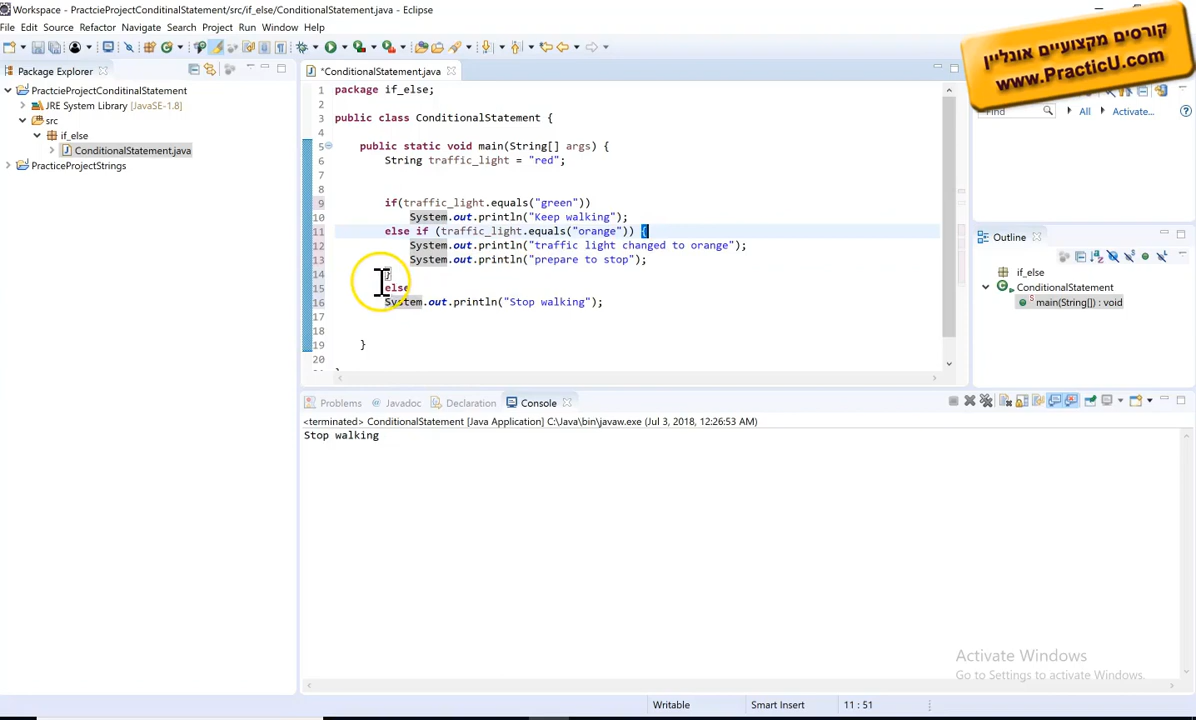 Workspace - PractcieProjectConditinalStatement/src/if_else/ConditionalStatement.java - Eclipse
File Edit Source Refactor Navigate Search Project Run Window Help
קורסים מקצועיים אונליין
www.PracticU.com
Package Explorer
*ConditionalStatement.java
Find
All
Activate...
PractcieProjectConditinalStatement
JRE System Library [JavaSE-1.8]
src
if_else
ConditionalStatement.java
PracticeProjectStrings
1 package if_else;
2
3 public class ConditionalStatement {
4
5 public static void main(String[] args) {
6 String traffic_light = "red";
7
8
9 if(traffic_light.equals("green"))
10 System.out.println("Keep walking");
11 else if (traffic_light.equals("orange")) {
12 System.out.println("traffic light changed to orange");
13 System.out.println("prepare to stop");
14 }
15 else
16 System.out.println("Stop walking");
17
18
19 }
20
Outline
if_else
ConditionalStatement
main(String[]) : void
Problems Javadoc Declaration Console
<terminated> ConditionalStatement [Java Application] C:\Java\bin\javaw.exe (Jul 3, 2018, 12:26:53 AM)
Stop walking
Activate Windows
Go to Settings to activate Windows.
Writable Smart Insert 11 : 51